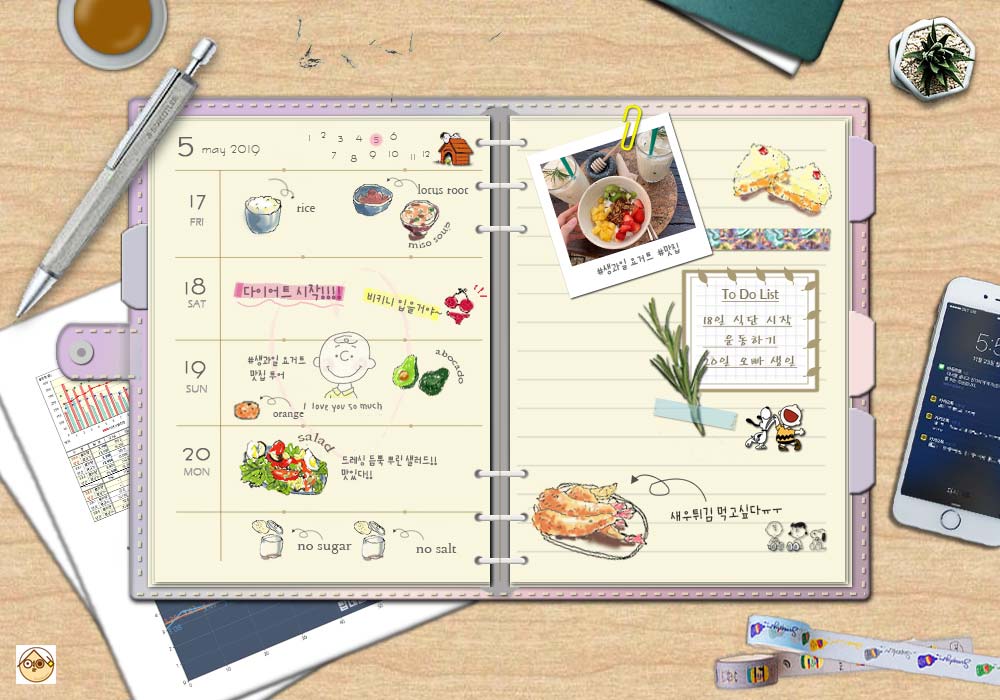 STAEDTLER
5 may 2019
1 2 3 4 5 6
7 8 9 10 11 12
17
FRI
rice
lotus root
miso soup
18
SAT
다이어트 시작!!!!
비키니 입을거야~
19
SUN
#생과일 요거트
맛집 투어
orange
I love you so much
abocado
20
MON
salad
드레싱 듬뿍 뿌린 샐러드!!
맛있다!!
no sugar
no salt
#생과일 요거트 #맛집
To Do List
18일 식단 시작
운동하기
20일 오빠 생일
새우튀김 먹고싶다ㅠㅜ